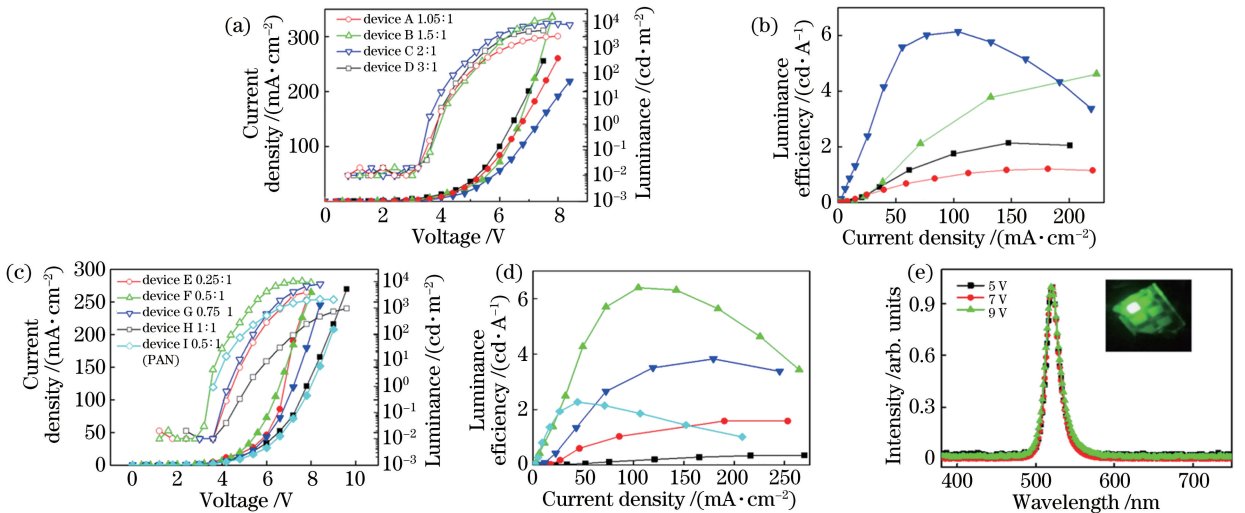 (a)
device A 1.05:1
device B 1.5:1
device C 2:1
device D 3:1
300
200
100
0 2 4 6 8
10⁴
10³
10²
10¹
10⁰
10⁻¹
10⁻²
10⁻³
Current
density /(mA·cm⁻²)
Luminance /(cd·m⁻²)
Voltage /V
(b)
6
4
2
0
0 50 100 150 200
Luminance
efficiency /(cd·A⁻¹)
Current density /(mA·cm⁻²)
(c)
device E 0.25:1
device F 0.5:1
device G 0.75 1
device H 1:1
device I 0.5:1
(PAN)
300
250
200
150
100
50
0
0 2 4 6 8 10
10⁴
10³
10²
10¹
10⁰
10⁻¹
10⁻²
10⁻³
Current
density /(mA·cm⁻²)
Luminance /(cd·m⁻²)
Voltage /V
(d)
6
4
2
0
0 50 100 150 200 250
Luminance
eficiency /(cd·A⁻¹)
Current density /(mA·cm⁻²)
(e)
5 V
7 V
9 V
0.9
0.6
0.3
0
400 500 600 700
Intensity /arb. units
Wavelength /nm